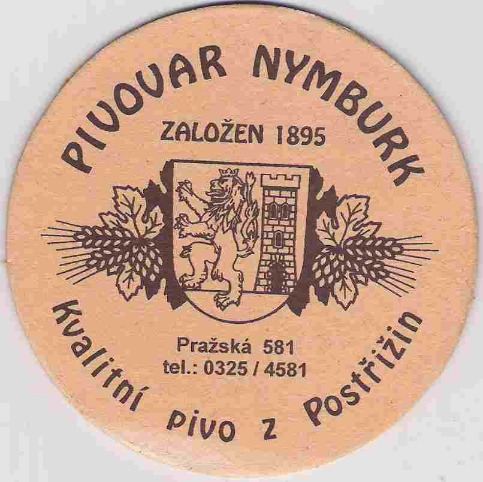 PIVOVAR NYMBURK
ZALOŽEN 1895
Pražská 581
tel.: 0325 / 4581
Kvalitní pivo z Postřižin